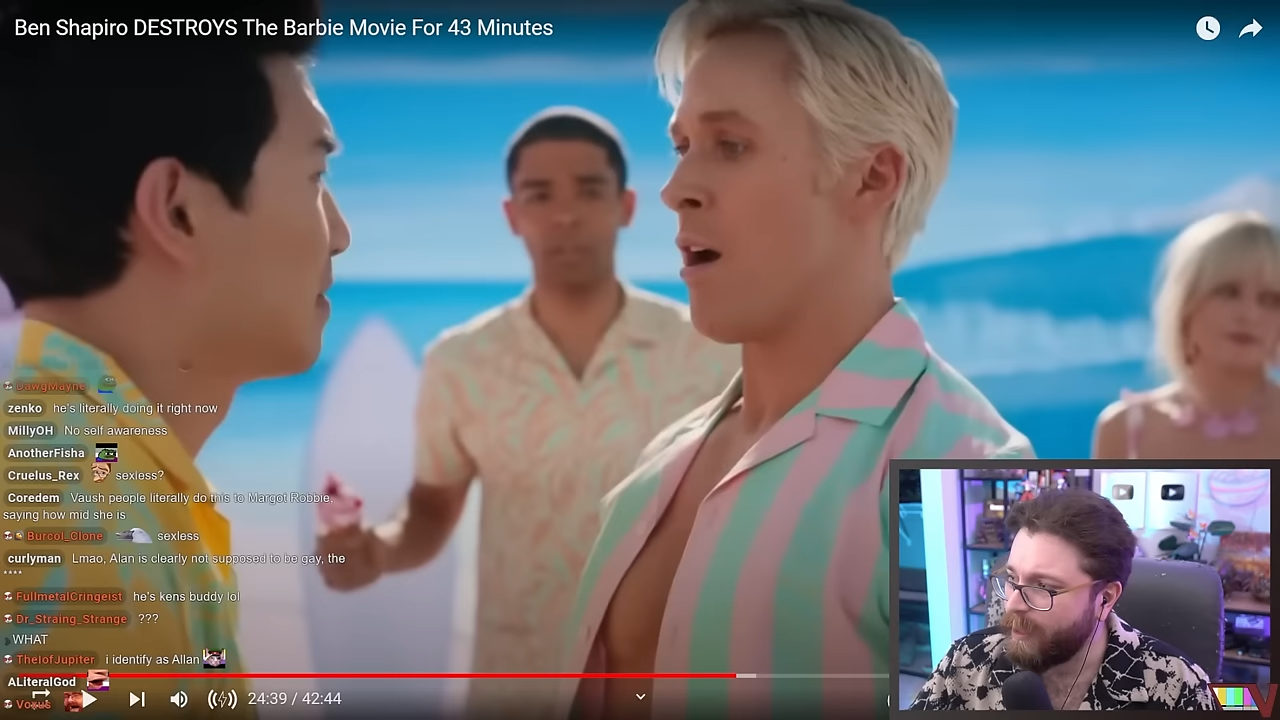 Ben Shapiro DESTROYS The Barbie Movie For 43 Minutes
DawgMayne
zenko he's literally doing it right now
MillyOH No self awareness
AnotherFisha
Cruelus_Rex sexless?
Coredem Vaush people literally do this to Margot Robbie,
saying how mid she is
Burcol_Clone sexless
curlyman Lmao, Alan is clearly not supposed to be gay, the
****
FullmetalCringeist he's kens buddy lol
Dr_Straing_Strange ???
WHAT
TheIofJupiter i identify as Allan
ALiteralGod
24:39 / 42:44